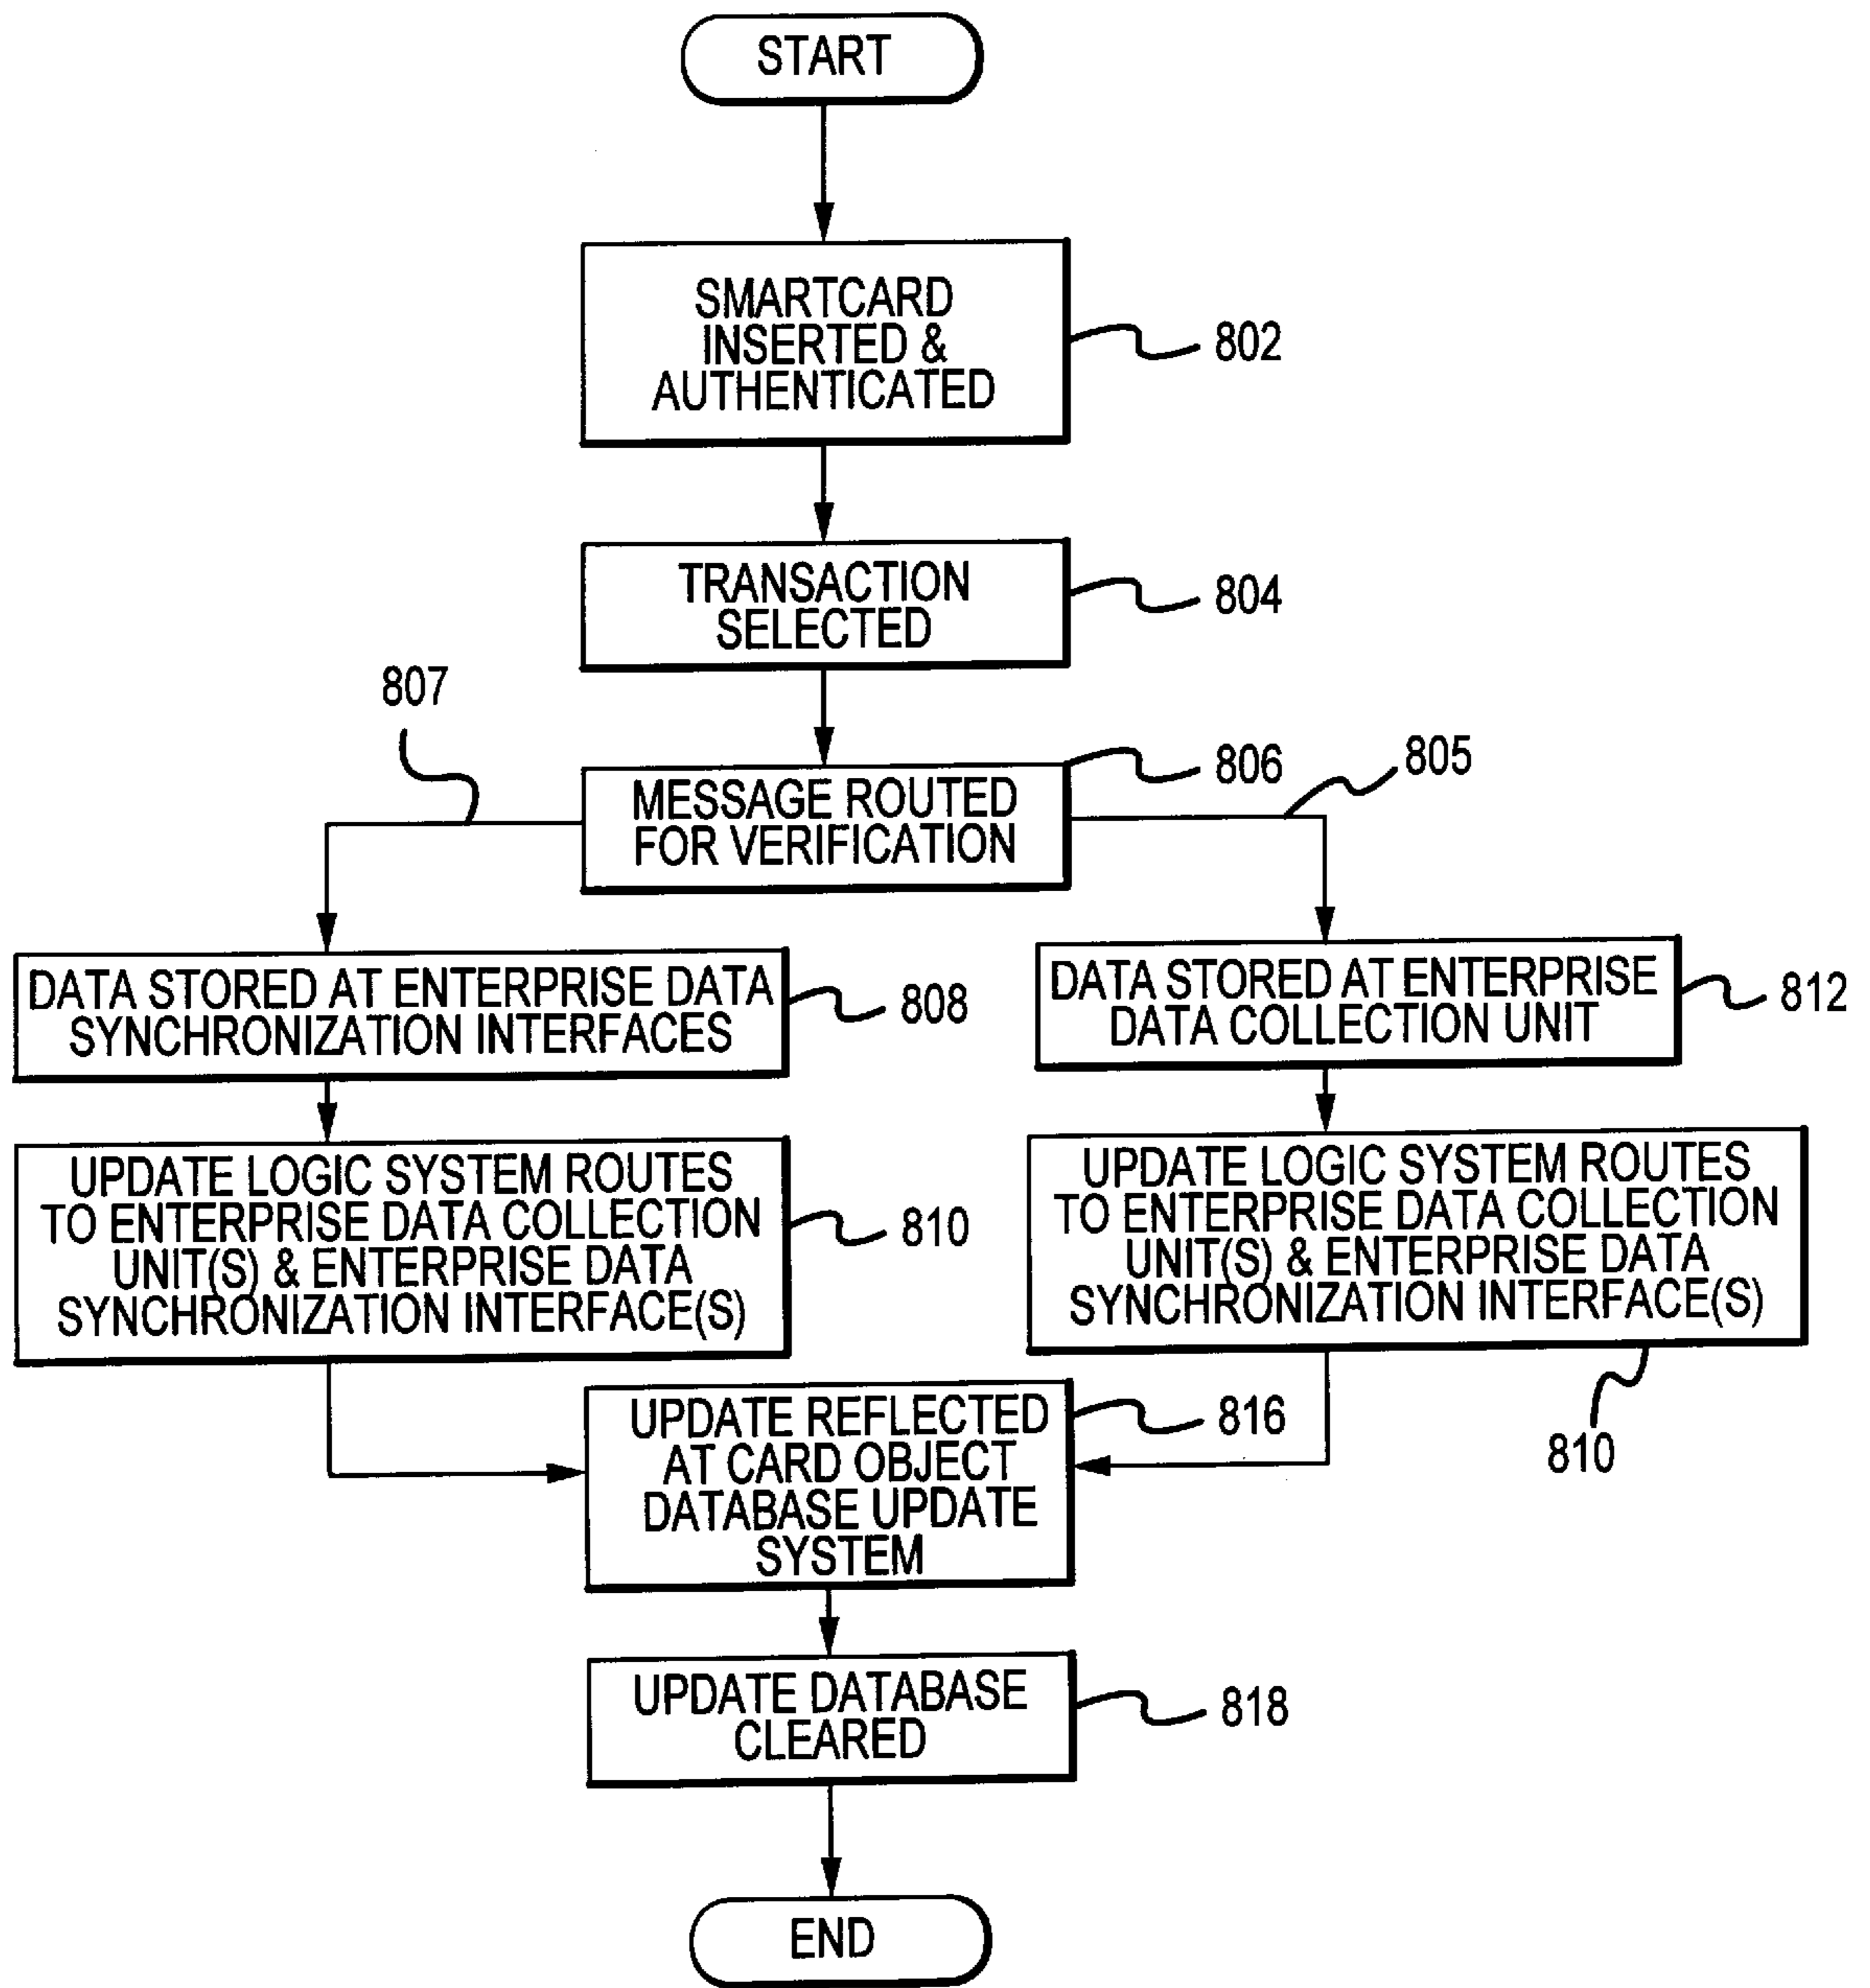 START
SMARTCARD
INSERTED &
AUTHENTICATED
802
TRANSACTION
SELECTED
804
807
806
805
MESSAGE ROUTED
FOR VERIFICATION
DATA STORED AT ENTERPRISE DATA
SYNCHRONIZATION INTERFACES
808
DATA STORED AT ENTERPRISE
DATA COLLECTION UNIT
812
UPDATE LOGIC SYSTEM ROUTES
TO ENTERPRISE DATA COLLECTION
UNIT(S) & ENTERPRISE DATA
SYNCHRONIZATION INTERFACE(S)
810
UPDATE LOGIC SYSTEM ROUTES
TO ENTERPRISE DATA COLLECTION
UNIT(S) & ENTERPRISE DATA
SYNCHRONIZATION INTERFACE(S)
810
UPDATE REFLECTED
AT CARD OBJECT
DATABASE UPDATE
SYSTEM
816
UPDATE DATABASE
CLEARED
818
END